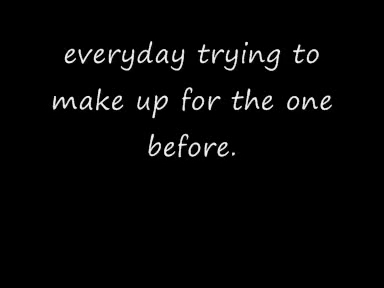 everyday trying to
make up for the one
before.